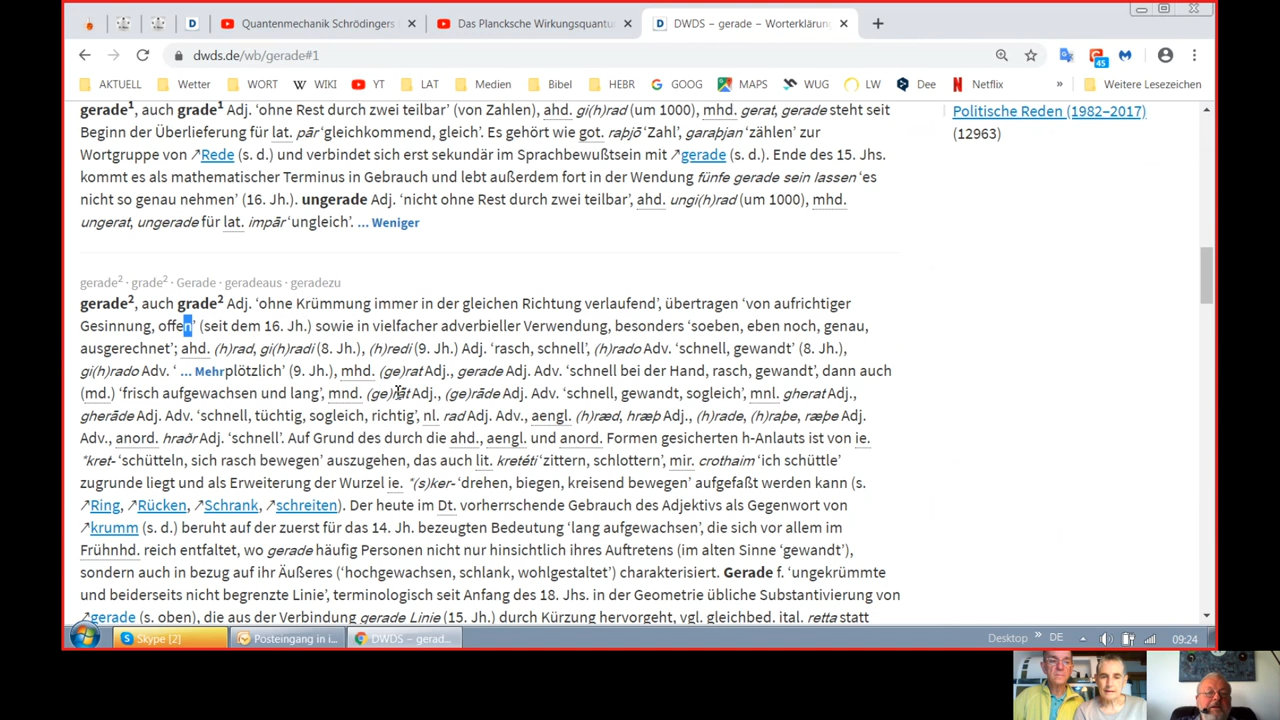 Quantenmechanik Schrödingers
Das Plancksche Wirkungsquantu
DWDS – gerade – Worterklärung
dwds.de/wb/gerade#1
45
AKTUELL
Wetter
WORT
WIKI
YT
LAT
Medien
Bibel
HEBR
GOOG
MAPS
WUG
LW
Dee
Netflix
»
Weitere Lesezeichen
gerade1, auch grade1 Adj. ‘ohne Rest durch zwei teilbar’ (von Zahlen), ahd. gi(h)rad (um 1000), mhd. gerat, gerade steht seit
Beginn der Überlieferung für lat. pār ‘gleichkommend, gleich’. Es gehört wie got. raþjō ‘Zahl’, garaþjan ‘zählen’ zur
Wortgruppe von ↗Rede (s. d.) und verbindet sich erst sekundär im Sprachbewußtsein mit ↗gerade (s. d.). Ende des 15. Jhs.
kommt es als mathematischer Terminus in Gebrauch und lebt außerdem fort in der Wendung fünfe gerade sein lassen ‘es
nicht so genau nehmen’ (16. Jh.). ungerade Adj. ‘nicht ohne Rest durch zwei teilbar’, ahd. ungi(h)rad (um 1000), mhd.
ungerat, ungerade für lat. impār ‘ungleich’. ... Weniger
Politische Reden (1982–2017)
(12963)
gerade2 · grade2 · Gerade · geradeaus · geradezu
gerade2, auch grade2 Adj. ‘ohne Krümmung immer in der gleichen Richtung verlaufend’, übertragen ‘von aufrichtiger
Gesinnung, offen’ (seit dem 16. Jh.) sowie in vielfacher adverbieller Verwendung, besonders ‘soeben, eben noch, genau,
ausgerechnet’; ahd. (h)rad, gi(h)radi (8. Jh.), (h)redi (9. Jh.) Adj. ‘rasch, schnell’, (h)rado Adv. ‘schnell, gewandt’ (8. Jh.),
gi(h)rado Adv. ‘ ... Mehrplötzlich’ (9. Jh.), mhd. (ge)rat Adj., gerade Adj. Adv. ‘schnell bei der Hand, rasch, gewandt’, dann auch
(md.) ‘frisch aufgewachsen und lang’, mnd. (ge)rāt Adj., (ge)rāde Adj. Adv. ‘schnell, gewandt, sogleich’, mnl. gherat Adj.,
gherāde Adj. Adv. ‘schnell, tüchtig, sogleich, richtig’, nl. rad Adj. Adv., aengl. (h)ræd, hræþ Adj., (h)rade, (h)raþe, ræþe Adj.
Adv., anord. hraðr Adj. ‘schnell’. Auf Grund des durch die ahd., aengl. und anord. Formen gesicherten h-Anlauts ist von ie.
*kret- ‘schütteln, sich rasch bewegen’ auszugehen, das auch lit. kretéti ‘zittern, schlottern’, mir. crothaim ‘ich schüttle’
zugrunde liegt und als Erweiterung der Wurzel ie. *(s)ker- ‘drehen, biegen, kreisend bewegen’ aufgefaßt werden kann (s.
↗Ring, ↗Rücken, ↗Schrank, ↗schreiten). Der heute im Dt. vorherrschende Gebrauch des Adjektivs als Gegenwort von
↗krumm (s. d.) beruht auf der zuerst für das 14. Jh. bezeugten Bedeutung ‘lang aufgewachsen’, die sich vor allem im
Frühnhd. reich entfaltet, wo gerade häufig Personen nicht nur hinsichtlich ihres Auftretens (im alten Sinne ‘gewandt’),
sondern auch in bezug auf ihr Äußeres (‘hochgewachsen, schlank, wohlgestaltet’) charakterisiert. Gerade f. ‘ungekrümmte
und beiderseits nicht begrenzte Linie’, terminologisch seit Anfang des 18. Jhs. in der Geometrie übliche Substantivierung von
↗gerade (s. oben), die aus der Verbindung gerade Linie (15. Jh.) durch Kürzung hervorgeht, vgl. gleichbed. ital. retta statt
Skype [2]
Posteingang in i...
DWDS – gerad...
Desktop » DE 09:24